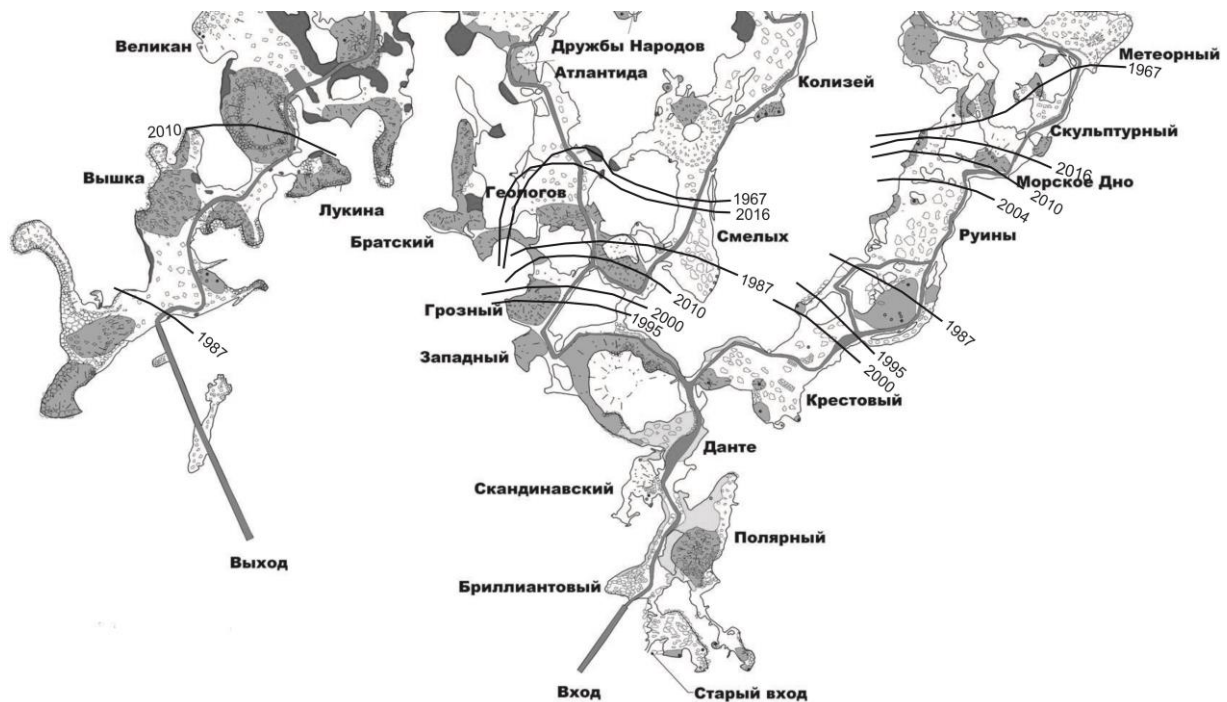 Великан
2010
Вышка
Лукина
1987
Выход
Дружбы Народов
Атлантида
Колизей
Геологов
1967
2016
Братский
Смелых
1987
2010
Грозный
2000
1995
Западный
Метеорный
1967
Скульптурный
2016
Морское Дно
2010
2004
Руины
1987
1995
2000
Крестовый
Данте
Скандинавский
Полярный
Бриллиантовый
Вход
Старый вход